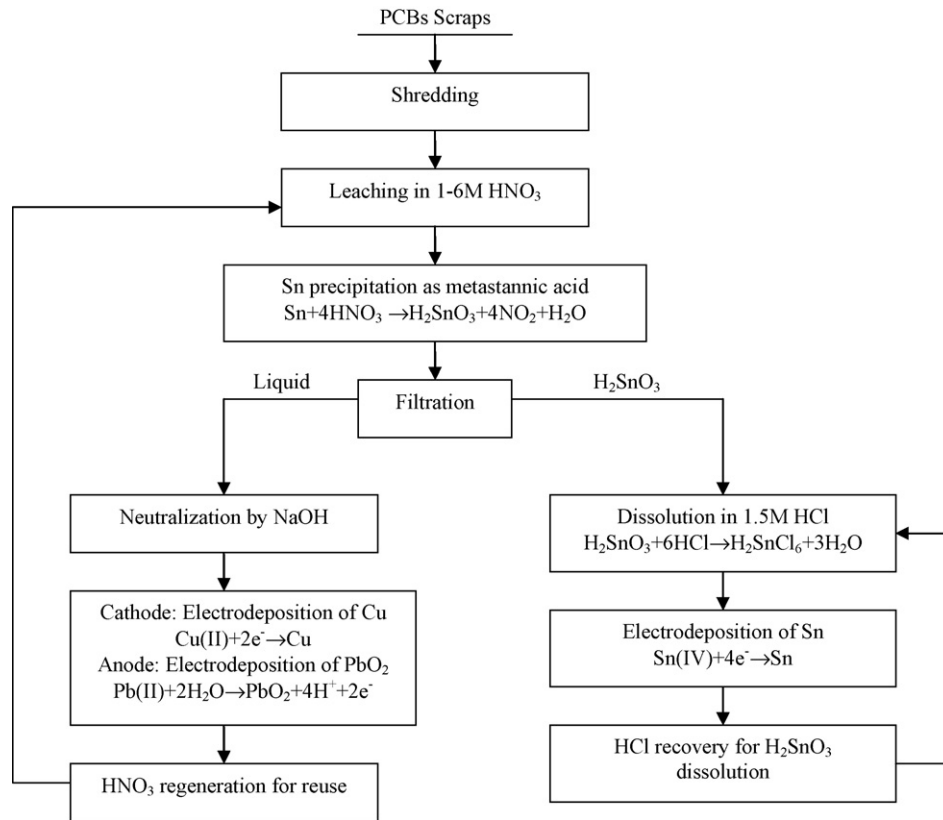 PCBs Scraps
Shredding
Leaching in 1-6M HNO₃
Sn precipitation as metastannic acid
Sn+4HNO₃ →H₂SnO₃+4NO₂+H₂O
Liquid
H₂SnO₃
Filtration
Neutralization by NaOH
Cathode: Electrodeposition of Cu
Cu(II)+2e⁻→Cu
Anode: Electrodeposition of PbO₂
Pb(II)+2H₂O→PbO₂+4H⁺+2e⁻
HNO₃ regeneration for reuse
Dissolution in 1.5M HCl
H₂SnO₃+6HCl→H₂SnCl₆+3H₂O
Electrodeposition of Sn
Sn(IV)+4e⁻→Sn
HCl recovery for H₂SnO₃
dissolution